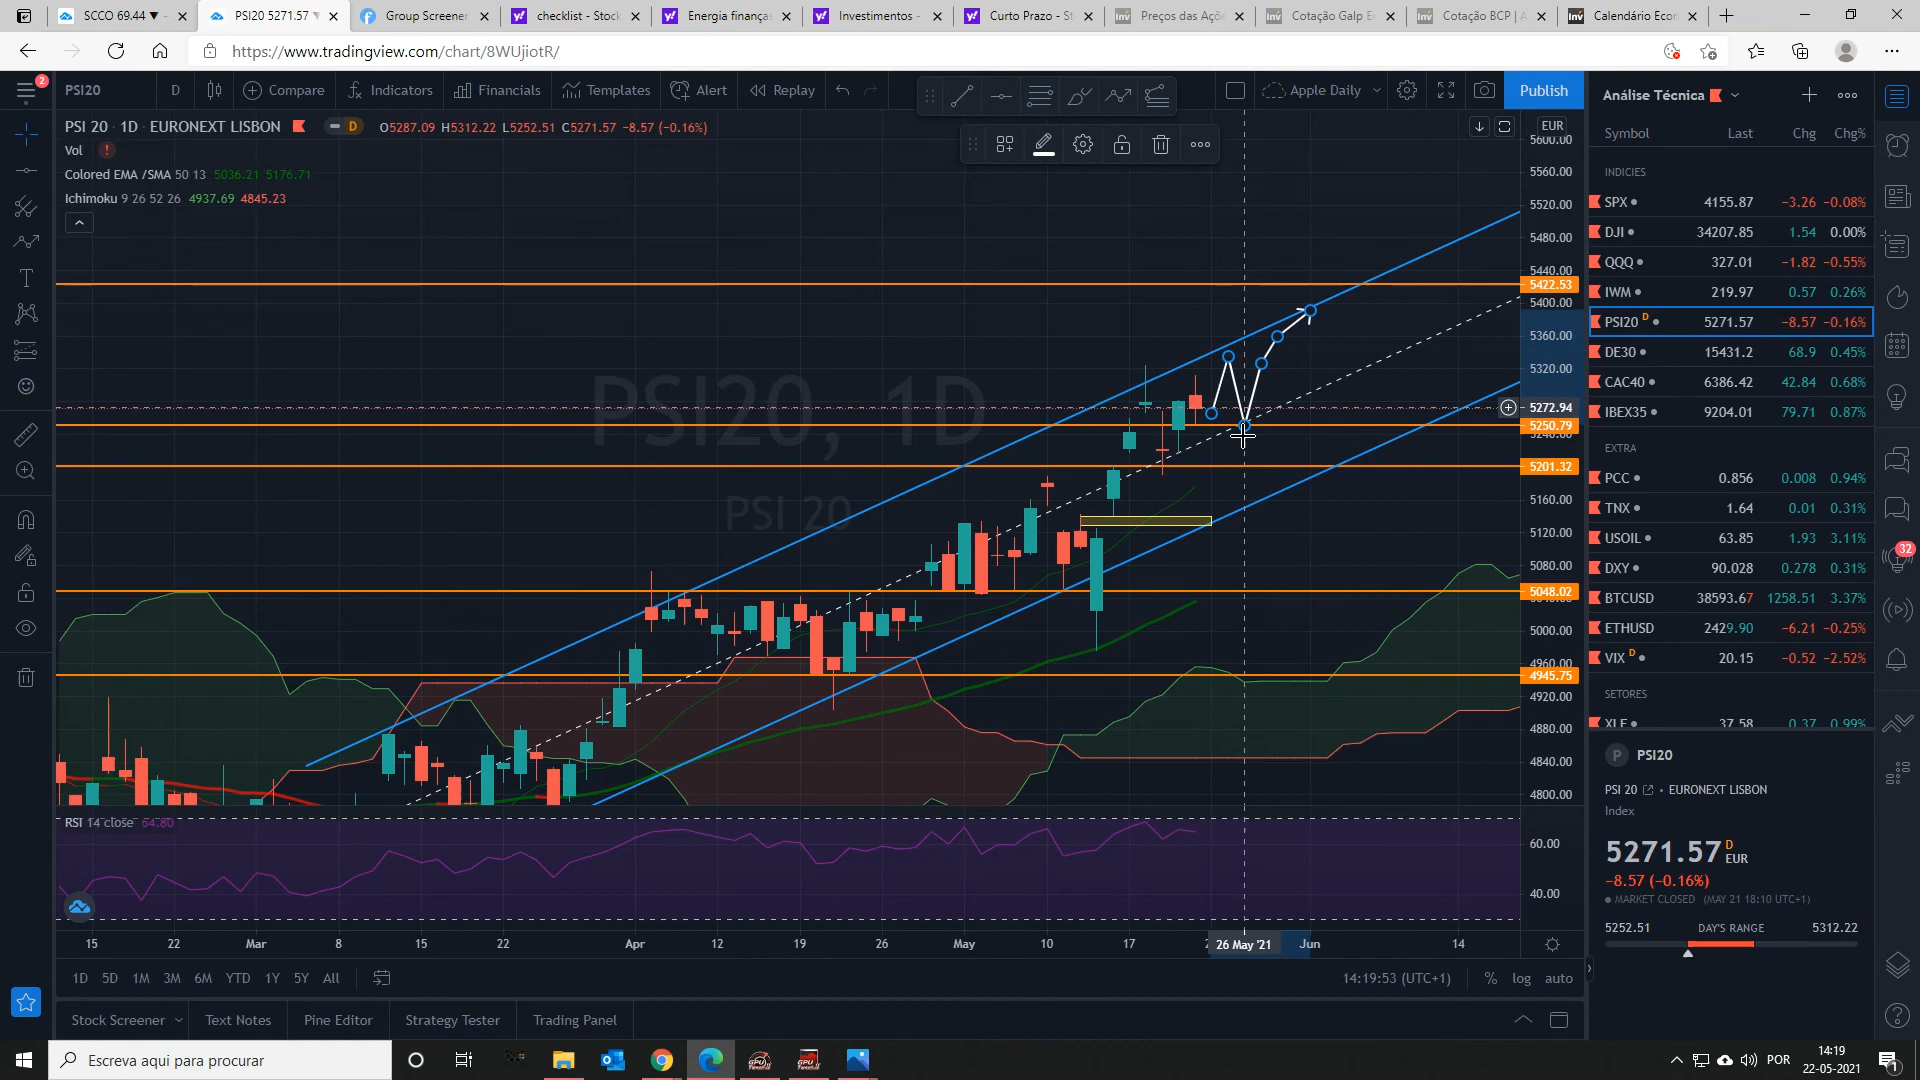 SCCO 69.44 ▼
PSI20 5271.57
Group Screener
checklist - Stock
Energia finanças
Investimentos -
Curto Prazo - St
Preços das Açõe
Cotação Galp E
Cotação BCP | A
Calendário Econ
https://www.tradingview.com/chart/8WUjiotR/
2
PSI20
D
Compare
Indicators
Financials
Templates
Alert
Replay
Apple Daily
Publish
Análise Técnica
PSI 20 · 1D · EURONEXT LISBON
D
O5287.09 H5312.22 L5252.51 C5271.57 −8.57 (−0.16%)
Vol
Colored EMA /SMA 50 13 5036.21 5176.71
Ichimoku 9 26 52 26 4937.69 4845.23
PSI20, 1D
PSI 20
EUR
5600.00
5560.00
5520.00
5480.00
5440.00
5422.53
5400.00
5360.00
5320.00
5272.94
5250.79
5240.00
5201.32
5160.00
5120.00
5080.00
5048.02
5000.00
4960.00
4945.75
4920.00
4880.00
4840.00
4800.00
RSI 14 close 64.80
60.00
40.00
15 22 Mar 8 15 22 Apr 12 19 26 May 10 17 26 May '21 Jun 14
1D 5D 1M 3M 6M YTD 1Y 5Y All
14:19:53 (UTC+1) % log auto
Stock Screener Text Notes Pine Editor Strategy Tester Trading Panel
Symbol Last Chg Chg%
INDICIES
SPX 4155.87 −3.26 −0.08%
DJI 34207.85 1.54 0.00%
QQQ 327.01 −1.82 −0.55%
IWM 219.97 0.57 0.26%
PSI20 D 5271.57 −8.57 −0.16%
DE30 15431.2 68.9 0.45%
CAC40 6386.42 42.84 0.68%
IBEX35 9204.01 79.71 0.87%
EXTRA
PCC 0.856 0.008 0.94%
TNX 1.64 0.01 0.31%
USOIL 63.85 1.93 3.11%
DXY 90.028 0.278 0.31%
BTCUSD 38593.67 1258.51 3.37%
ETHUSD 2429.90 −6.21 −0.25%
VIX D 20.15 −0.52 −2.52%
SETORES
XLE 37.58 0.37 0.99%
32
P PSI20
PSI 20 • EURONEXT LISBON
Index
5271.57 D EUR
−8.57 (−0.16%)
MARKET CLOSED (MAY 21 18:10 UTC+1)
5252.51 DAY'S RANGE 5312.22
Escreva aqui para procurar
POR
14:19
22-05-2021
1